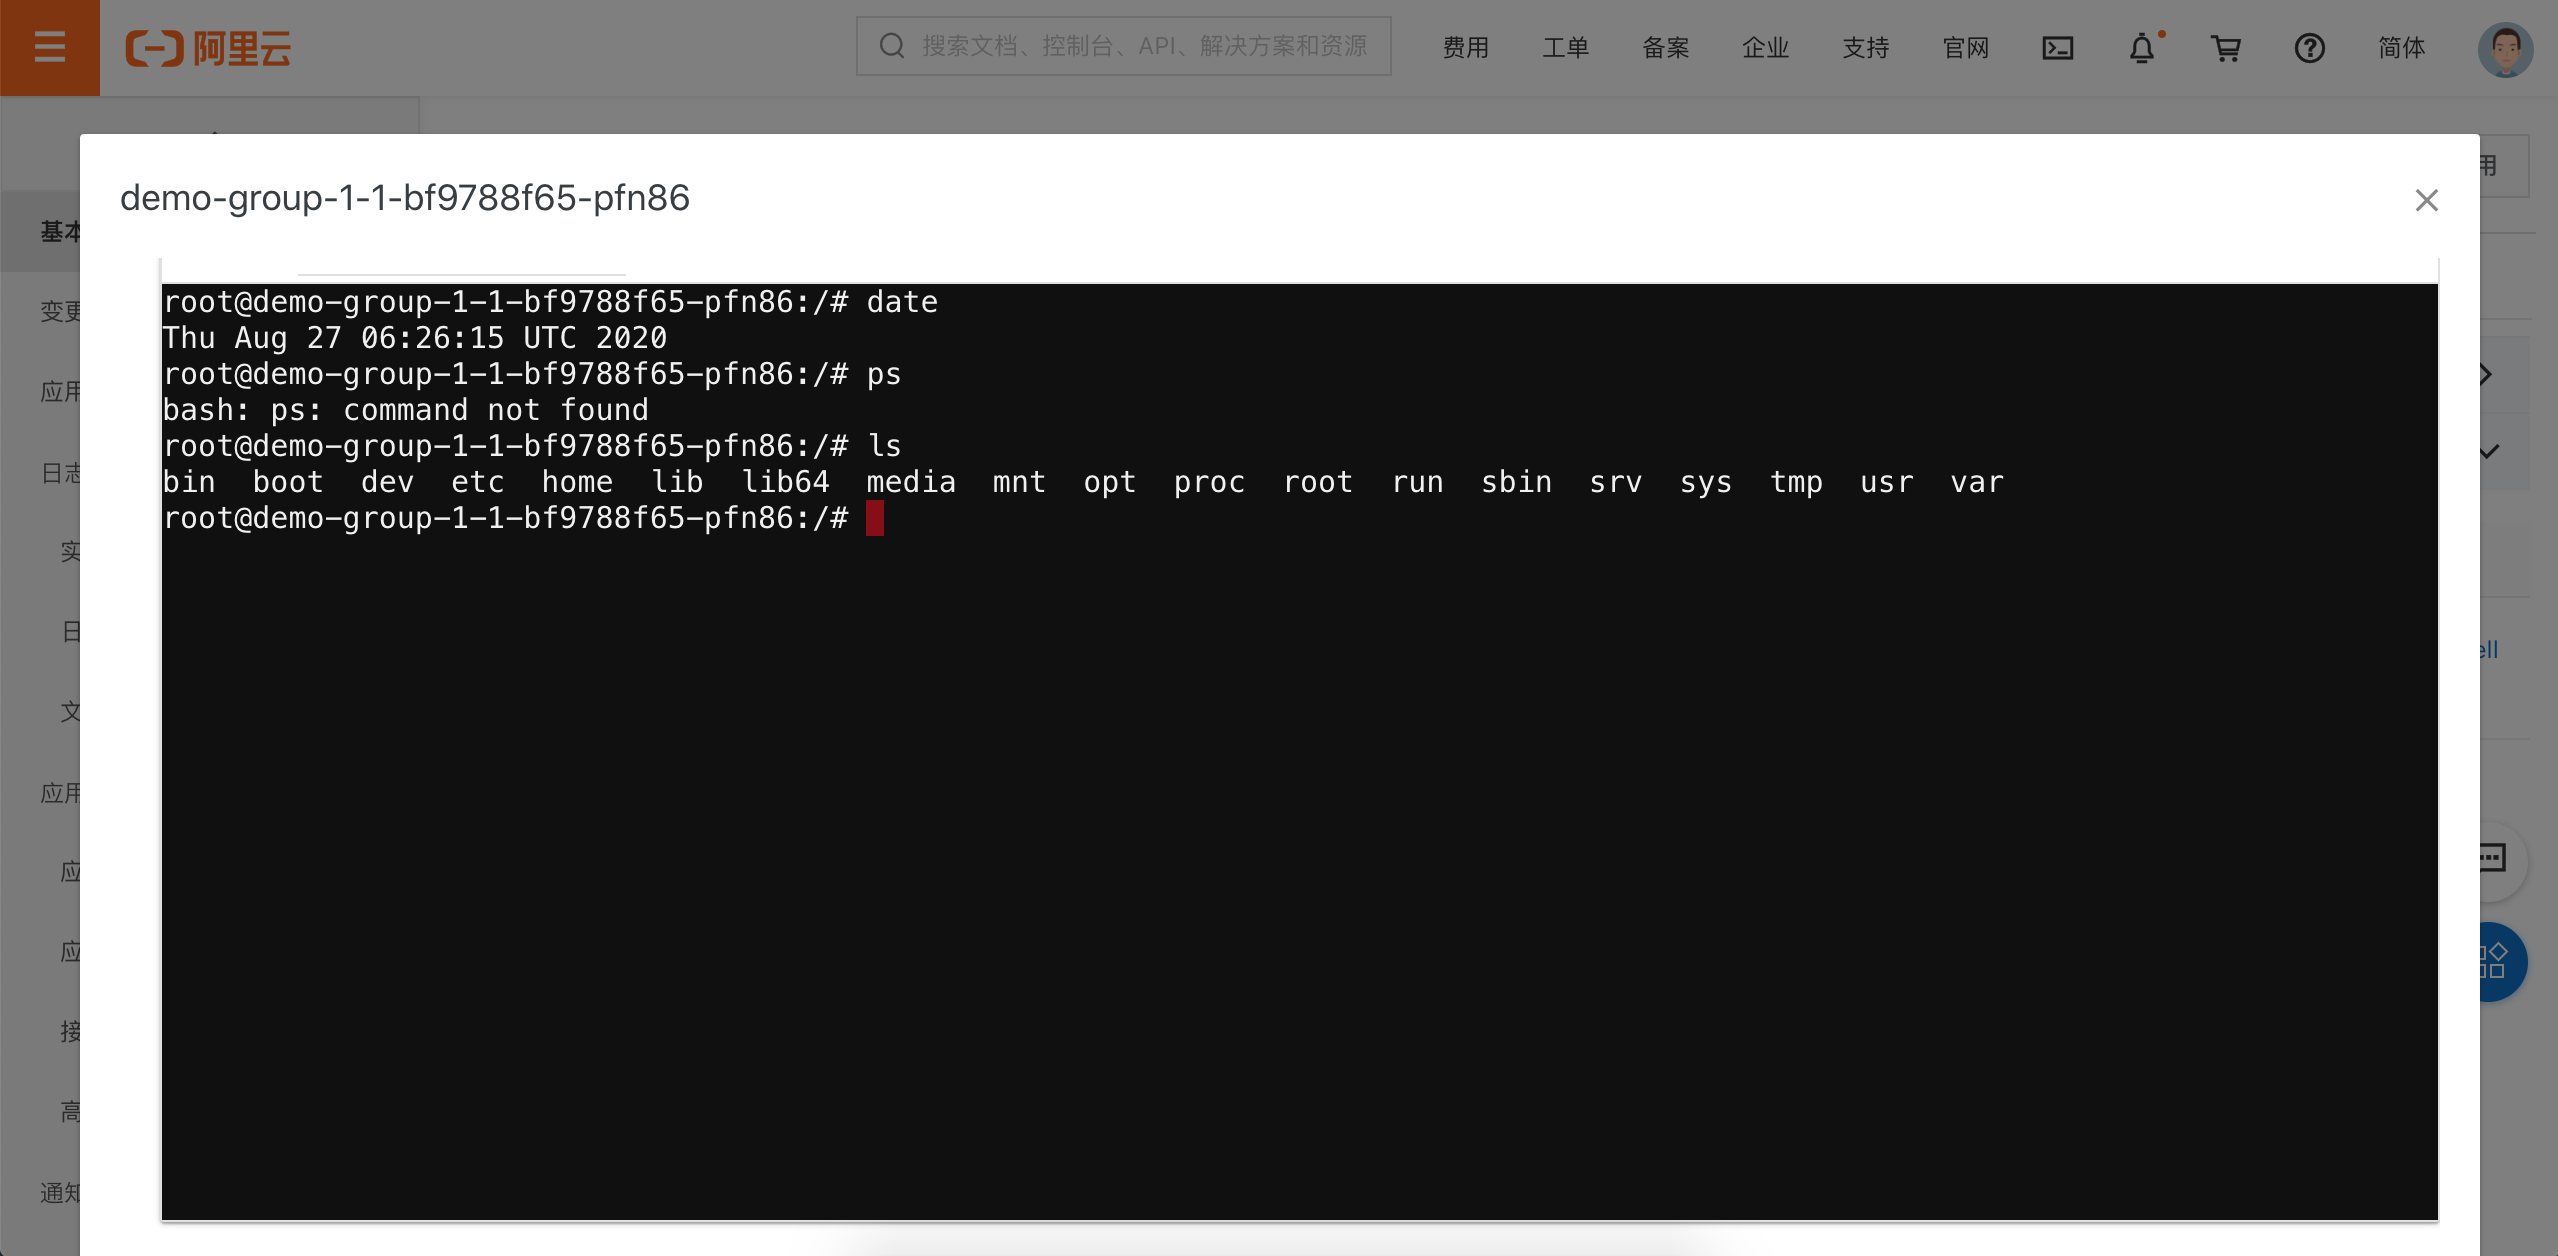 阿里云
搜索文档、控制台、API、解决方案和资源
费用 工单 备案 企业 支持 官网 简体
demo-group-1-1-bf9788f65-pfn86
用
基本
变更
应用
日志
实
日
文
应用
应
应
接
高
通知
root@demo-group-1-1-bf9788f65-pfn86:/# date
Thu Aug 27 06:26:15 UTC 2020
root@demo-group-1-1-bf9788f65-pfn86:/# ps
bash: ps: command not found
root@demo-group-1-1-bf9788f65-pfn86:/# ls
bin boot dev etc home lib lib64 media mnt opt proc root run sbin srv sys tmp usr var
root@demo-group-1-1-bf9788f65-pfn86:/#
ell